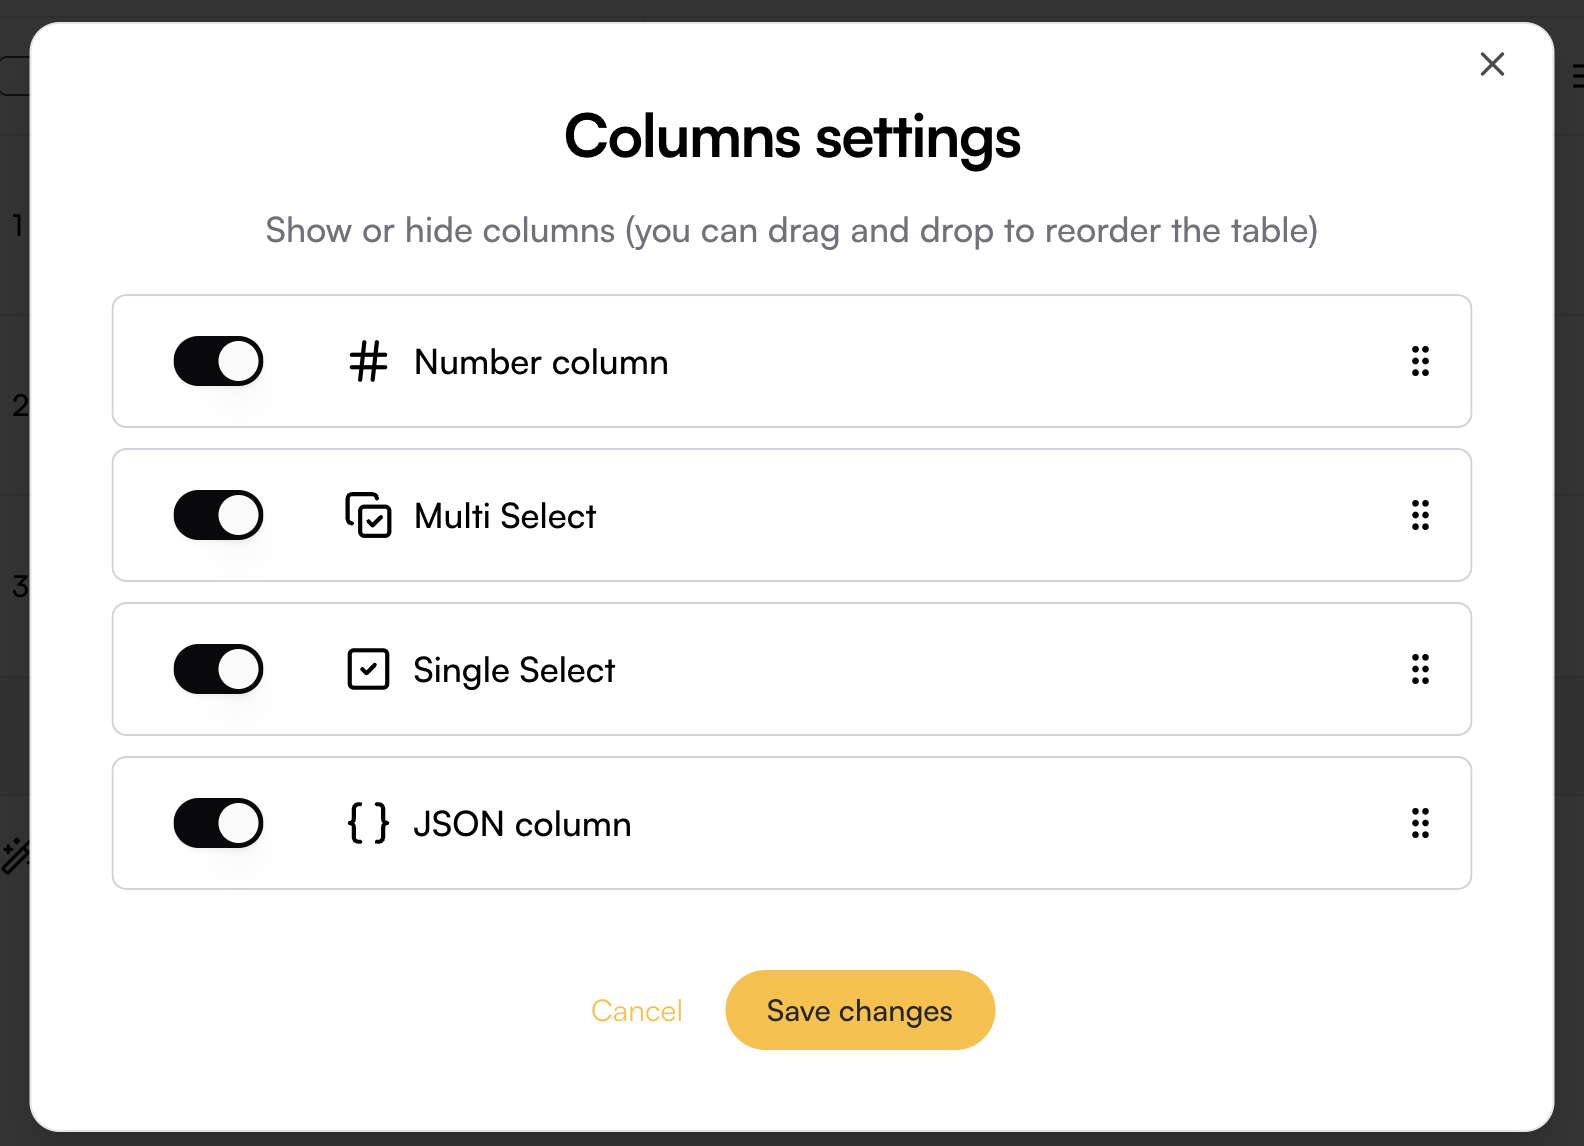 Columns settings
Show or hide columns (you can drag and drop to reorder the table)
1
Number column
2
Multi Select
3
Single Select
JSON column
Cancel
Save changes